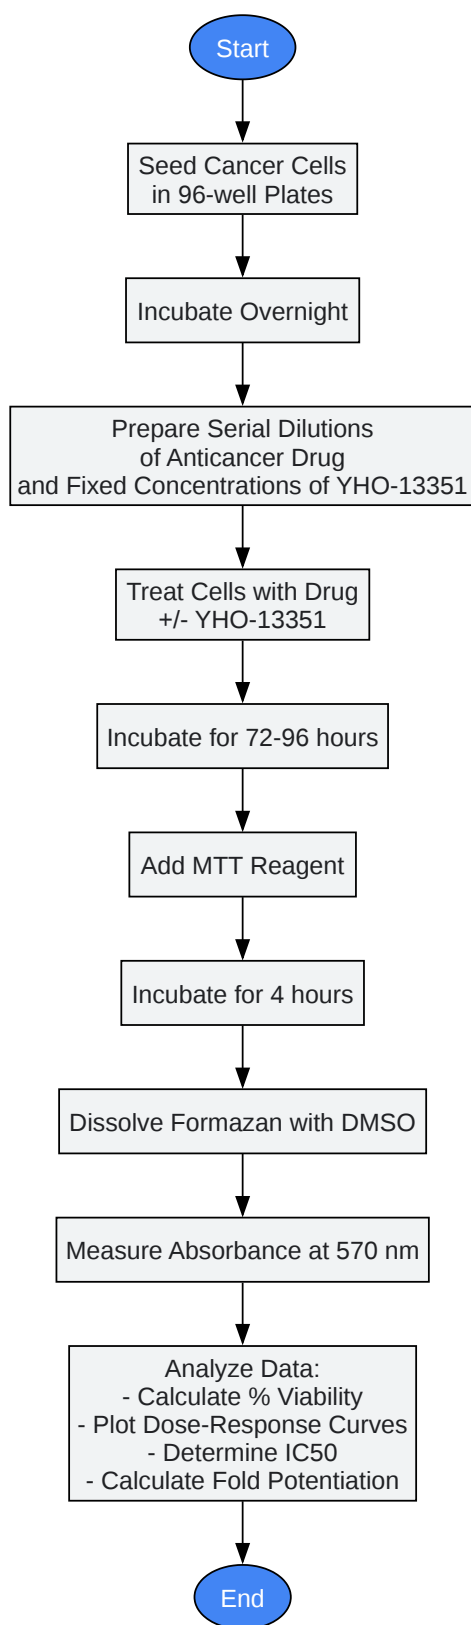 Start
Seed Cancer Cells
in 96-well Plates
Incubate Overnight
Prepare Serial Dilutions
of Anticancer Drug
and Fixed Concentrations of YHO-13351
Treat Cells with Drug
+/- YHO-13351
Incubate for 72-96 hours
Add MTT Reagent
Incubate for 4 hours
Dissolve Formazan with DMSO
Measure Absorbance at 570 nm
Analyze Data:
- Calculate % Viability
- Plot Dose-Response Curves
- Determine IC50
- Calculate Fold Potentiation
End